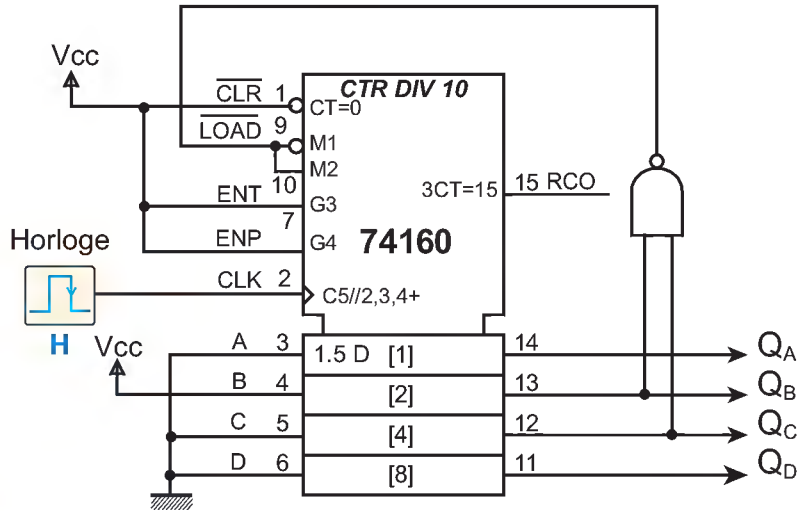 Vcc
CLR 1
CTR DIV 10
CT=0
LOAD 9
M1
M2
10
ENT
G3
7
ENP
G4
3CT=15
15 RCO
74160
Horloge
CLK 2
C5//2,3,4+
H
Vcc
A 3
1.5 D [1]
14
QA
B 4
[2]
13
QB
C 5
[4]
12
QC
D 6
[8]
11
QD